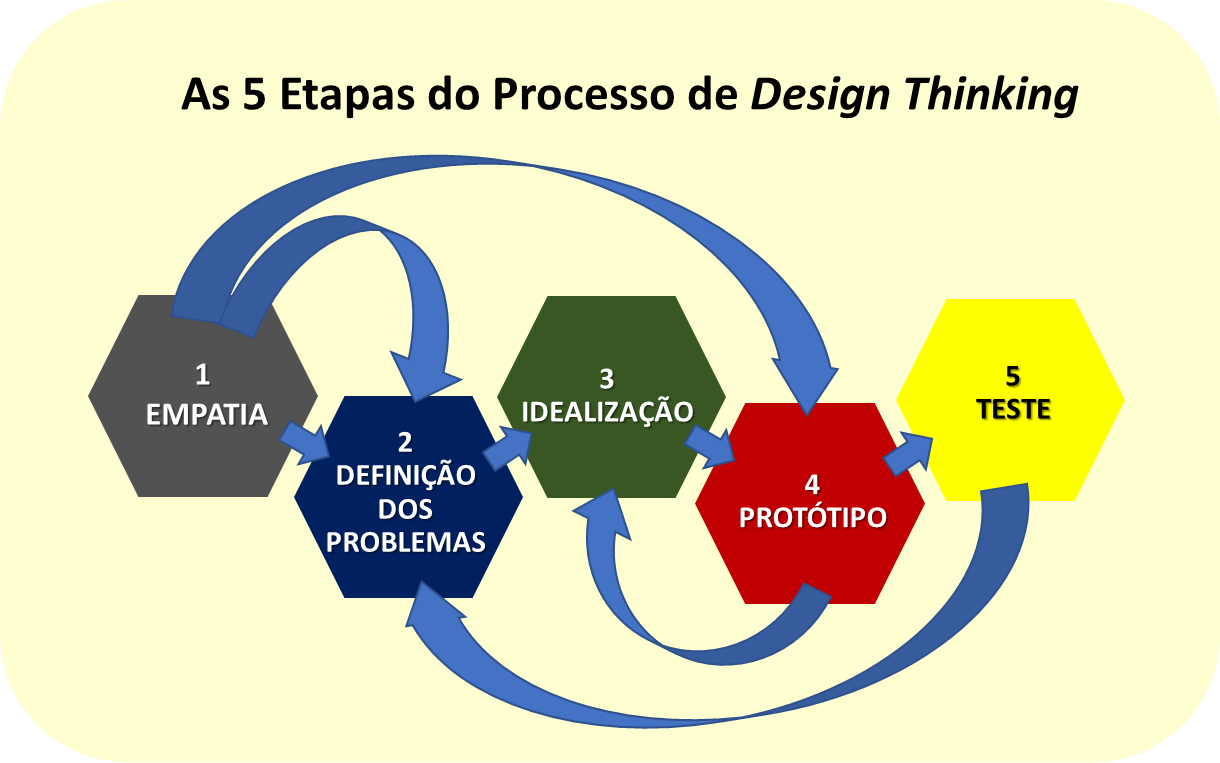 As 5 Etapas do Processo de Design Thinking
1
EMPATIA
2
DEFINIÇÃO
DOS
PROBLEMAS
3
IDEALIZAÇÃO
4
PROTÓTIPO
5
TESTE